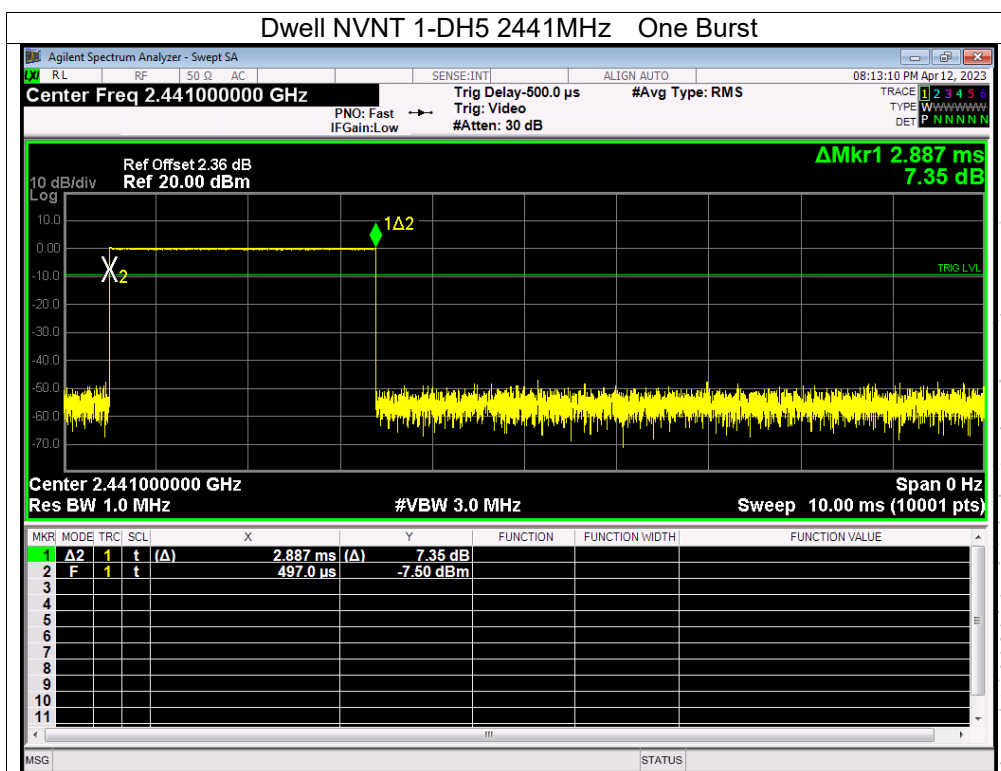 Dwell NVNT 1-DH5 2441MHz One Burst
Agilent Spectrum Analyzer - Swept SA
LXI RL RF 50 Ω AC SENSE:INT ALIGN AUTO 08:13:10 PM Apr 12, 2023
Center Freq 2.441000000 GHz
Trig Delay-500.0 µs #Avg Type: RMS TRACE 1 2 3 4 5 6
PNO: Fast Trig: Video TYPE WWWWWW
IFGain:Low #Atten: 30 dB DET P N N N N N
ΔMkr1 2.887 ms
7.35 dB
Ref Offset 2.36 dB
10 dB/div Ref 20.00 dBm
Log
10.0
1Δ2
0.00
2
TRIG LVL
-10.0
-20.0
-30.0
-40.0
-50.0
-60.0
-70.0
Center 2.441000000 GHz Span 0 Hz
Res BW 1.0 MHz #VBW 3.0 MHz Sweep 10.00 ms (10001 pts)
MKR MODE TRC SCL X Y FUNCTION FUNCTION WIDTH FUNCTION VALUE
1 Δ2 1 t (Δ) 2.887 ms (Δ) 7.35 dB
2 F 1 t 497.0 µs -7.50 dBm
3
4
5
6
7
8
9
10
11
MSG STATUS